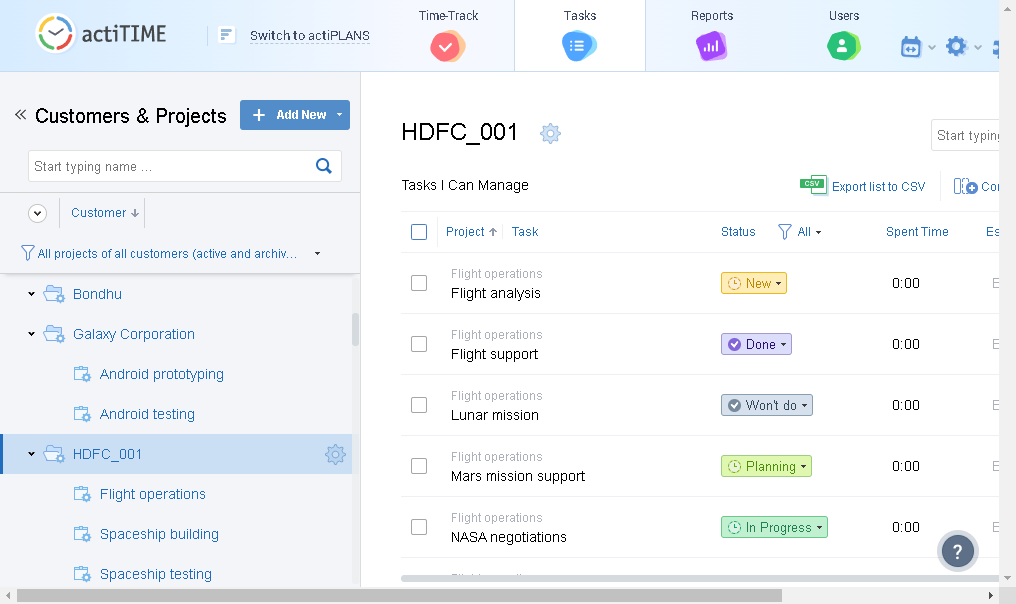 actiTIME
Switch to actiPLANS
Time-Track
Tasks
Reports
Users
Customers & Projects
Add New
Start typing name ...
Customer
All projects of all customers (active and archiv...
Bondhu
Galaxy Corporation
Android prototyping
Android testing
HDFC_001
Flight operations
Spaceship building
Spaceship testing
HDFC_001
Start typing
Tasks I Can Manage
CSV
Export list to CSV
Project
Task
Status
All
Spent Time
Flight operations
Flight analysis
New
0:00
Flight operations
Flight support
Done
0:00
Flight operations
Lunar mission
Won't do
0:00
Flight operations
Mars mission support
Planning
0:00
Flight operations
NASA negotiations
In Progress
0:00
?